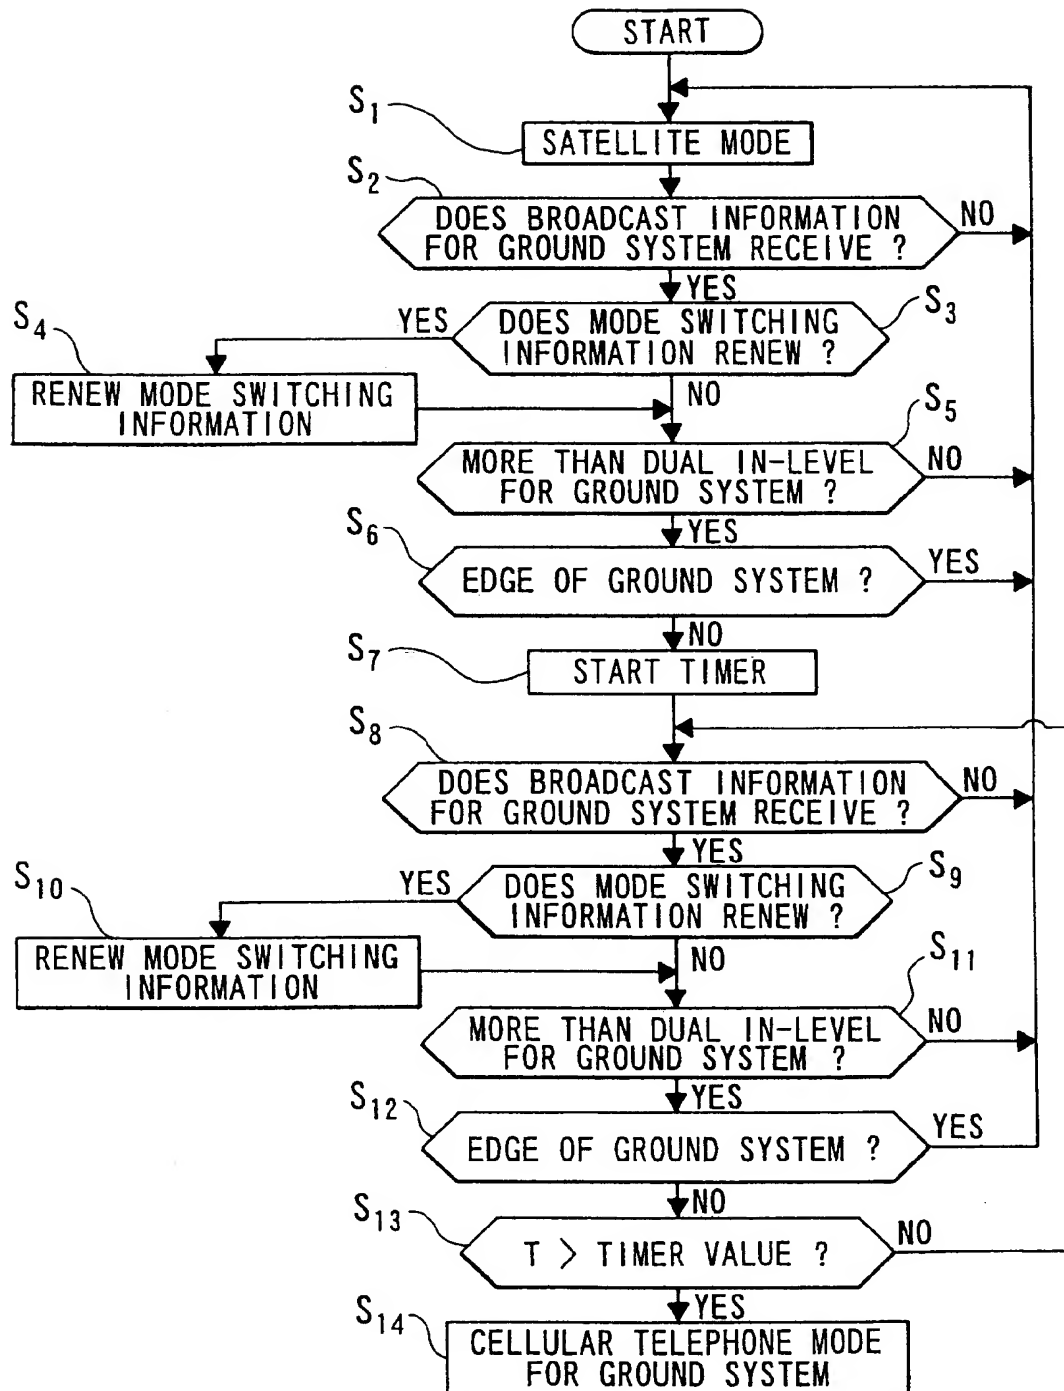 START
S1
SATELLITE MODE
S2
DOES BROADCAST INFORMATION
FOR GROUND SYSTEM RECEIVE ?
NO
YES
S3
DOES MODE SWITCHING
INFORMATION RENEW ?
YES
S4
RENEW MODE SWITCHING
INFORMATION
NO
S5
MORE THAN DUAL IN-LEVEL
FOR GROUND SYSTEM ?
NO
YES
S6
EDGE OF GROUND SYSTEM ?
YES
NO
S7
START TIMER
S8
DOES BROADCAST INFORMATION
FOR GROUND SYSTEM RECEIVE ?
NO
YES
S9
DOES MODE SWITCHING
INFORMATION RENEW ?
YES
S10
RENEW MODE SWITCHING
INFORMATION
NO
S11
MORE THAN DUAL IN-LEVEL
FOR GROUND SYSTEM ?
NO
YES
S12
EDGE OF GROUND SYSTEM ?
YES
NO
S13
T > TIMER VALUE ?
NO
YES
S14
CELLULAR TELEPHONE MODE
FOR GROUND SYSTEM